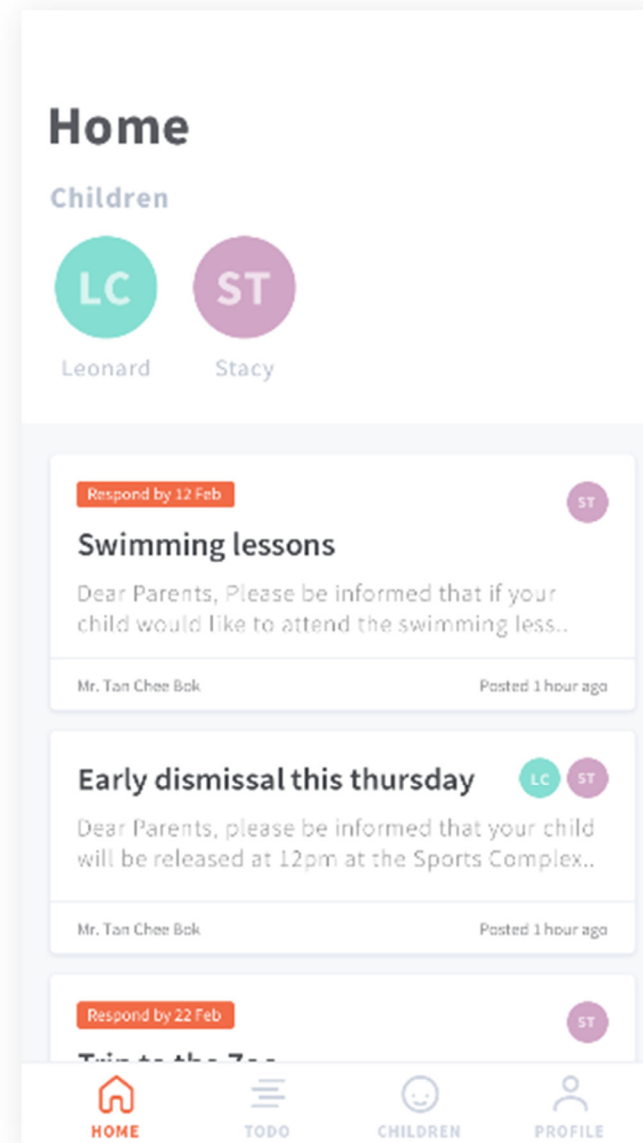 Home
Children
LC ST
Leonard Stacy
Respond by 12 Feb ST
Swimming lessons
Dear Parents, Please be informed that if your
child would like to attend the swimming less..
Mr. Tan Chee Bok Posted 1 hour ago
Early dismissal this thursday LC ST
Dear Parents, please be informed that your child
will be released at 12pm at the Sports Complex..
Mr. Tan Chee Bok Posted 1 hour ago
Respond by 22 Feb ST
Trip to the Zoo
HOME TODO CHILDREN PROFILE